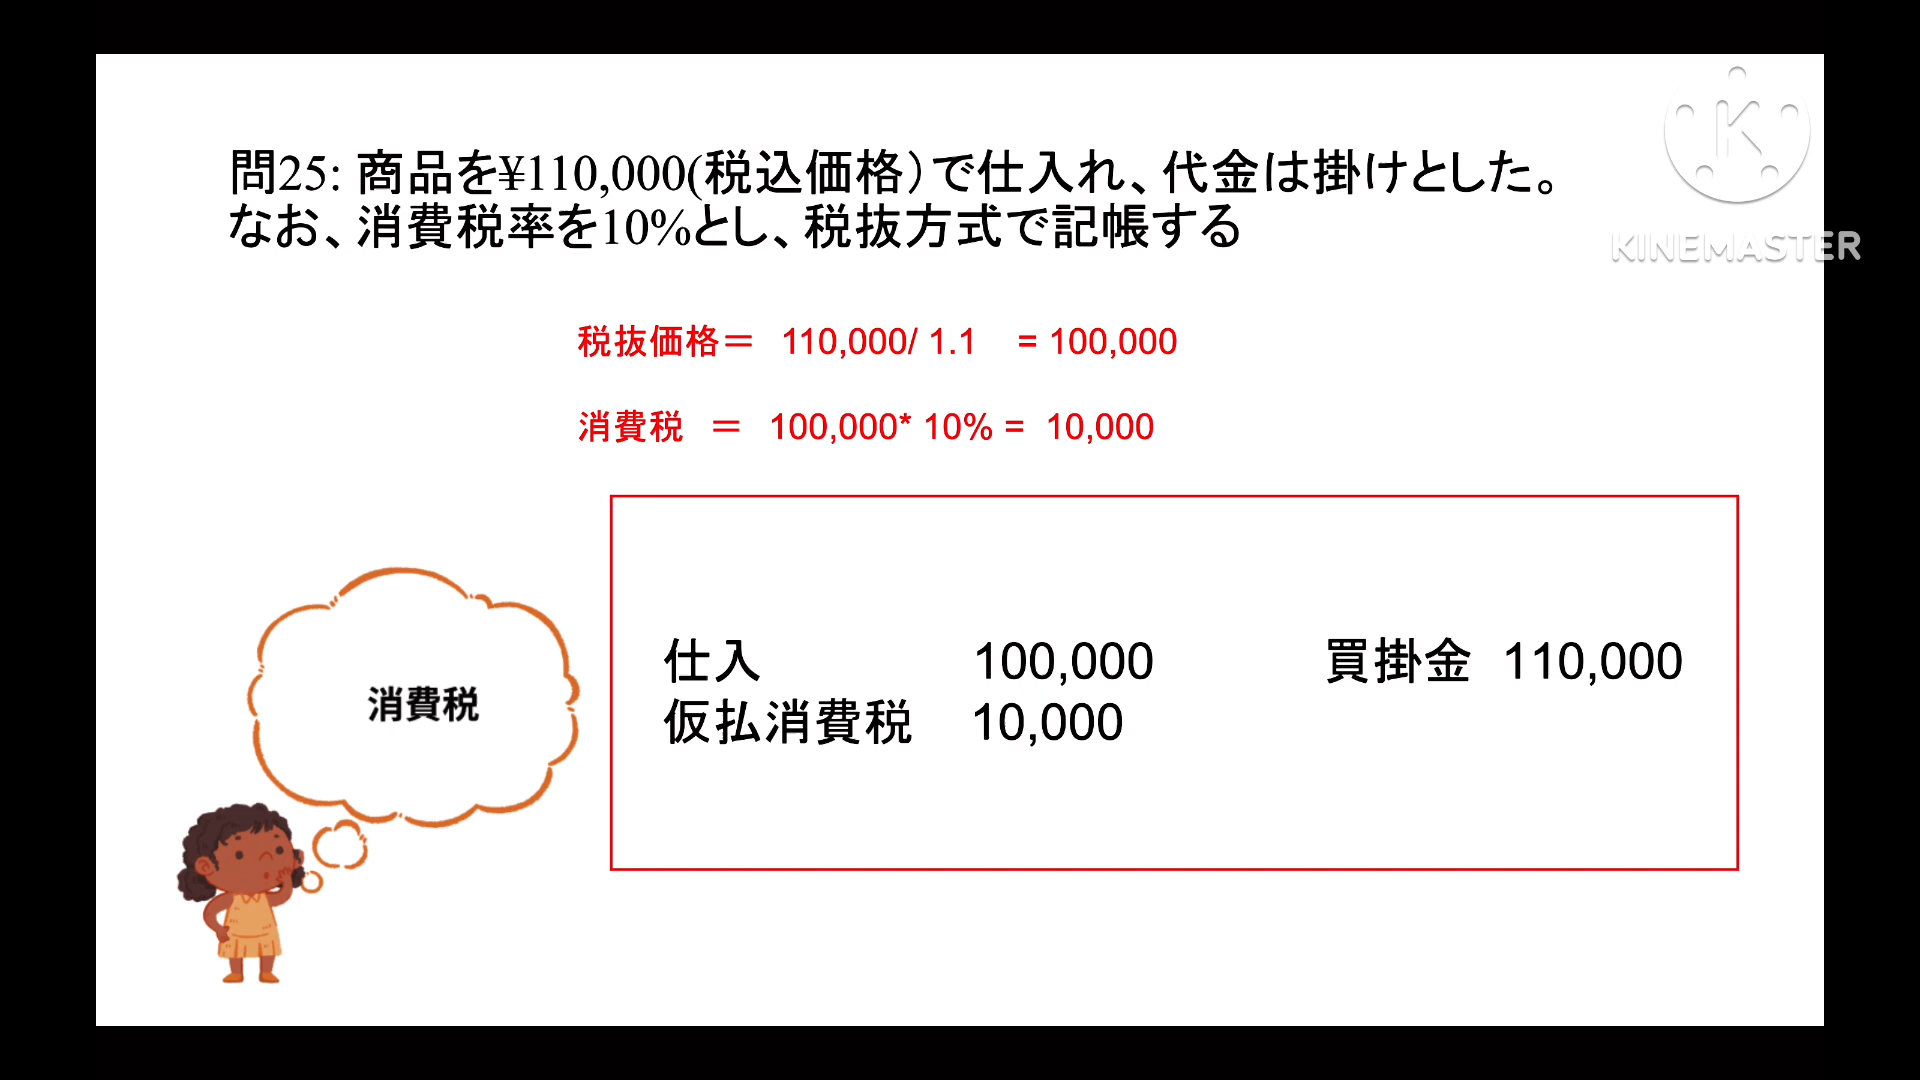 問25: 商品を¥110,000(税込価格）で仕入れ、代金は掛けとした。
なお、消費税率を10%とし、税抜方式で記帳する
K
KINEMASTER
税抜価格＝ 110,000/ 1.1 = 100,000
消費税 ＝ 100,000* 10% = 10,000
消費税
仕入 100,000 買掛金 110,000
仮払消費税 10,000